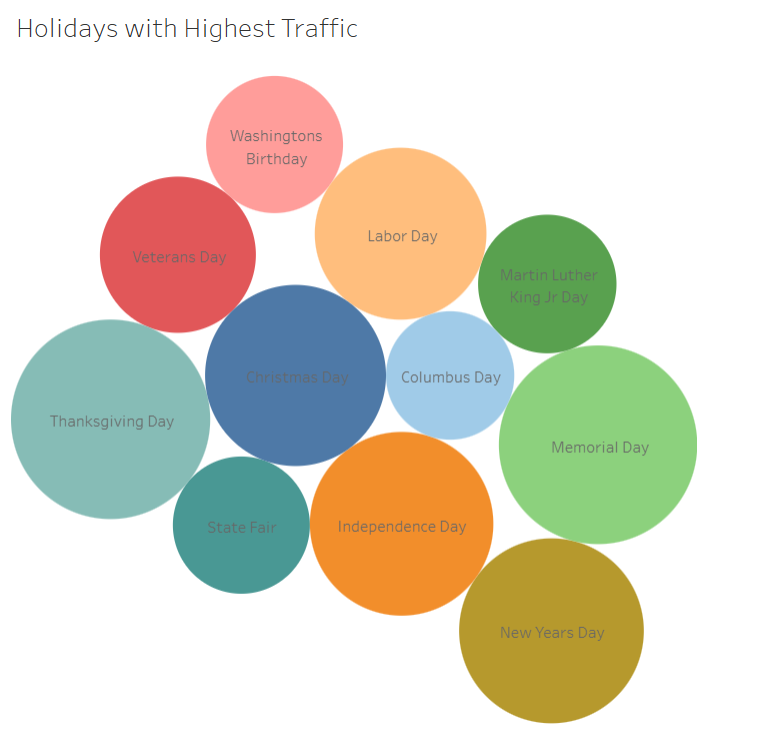 Holidays with Highest Traffic
Washingtons
Birthday
Labor Day
Veterans Day
Martin Luther
King Jr Day
Christmas Day
Columbus Day
Thanksgiving Day
Memorial Day
State Fair
Independence Day
New Years Day